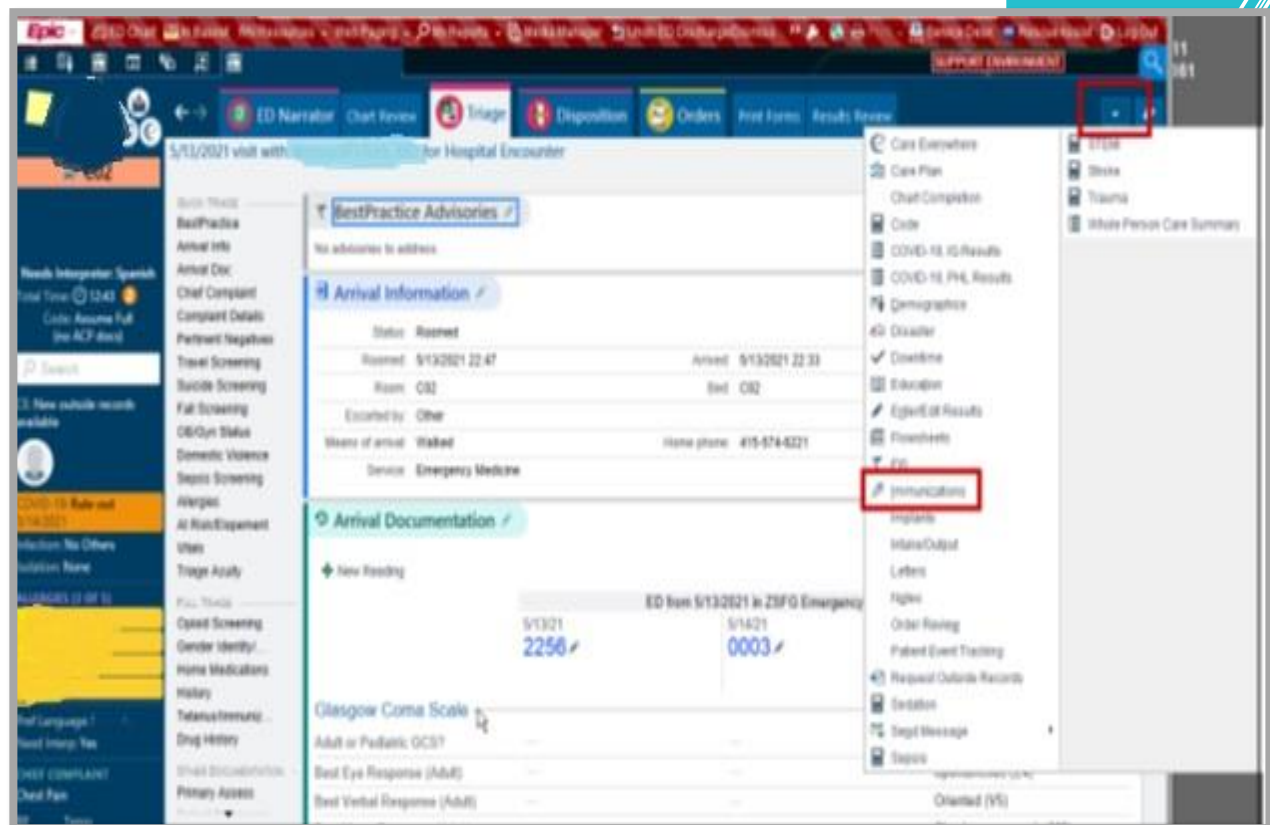 Epic
SUPPORT ENVIRONMENT
11
061
ED Narrator Chart Review Triage Disposition Orders Print Forms Results Review
5/13/2021 visit with for Hospital Encounter
C02
Needs Interpreter: Spanish
Total Time: 12:43
Code: Assume Full
(no ACP docs)
Search
CE: New outside records
available
COVID-19: Rule out
5/14/2021
Infection: No Others
Isolation: None
Pref Language:
Need Interp: Yes
CHIEF COMPLAINT
Chest Pain
QUICK TRIAGE
BestPractice
Arrival Info
Arrival Doc
Chief Complaint
Complaint Details
Pertinent Negatives
Travel Screening
Suicide Screening
Fall Screening
OB/Gyn Status
Domestic Violence
Sepsis Screening
Allergies
At Risk/Elopement
Vitals
Triage Acuity
FULL TRIAGE
Opioid Screening
Gender Identity/...
Home Medications
History
Tetanus/Immuniz...
Drug History
OTHER DOCUMENTATION
Primary Assess
BestPractice Advisories
No advisories to address.
Arrival Information
Status Roomed
Roomed 5/13/2021 22:47 Arrived 5/13/2021 22:33
Room C02 Bed C02
Escorted by Other
Means of arrival Walked Home phone 415-574-6221
Service Emergency Medicine
Arrival Documentation
New Reading
ED from 5/13/2021 in ZSFG Emergency
5/13/21 5/14/21
2256 0003
Glasgow Coma Scale
Adult or Pediatric GCS?
Best Eye Response (Adult)
Best Verbal Response (Adult) Oriented (V5)
Care Everywhere
Care Plan
Chart Completion
Code
COVID-19, IG Results
COVID-19, PHL Results
Demographics
Disaster
Downtime
Education
Enter/Edit Results
Flowsheets
Immunizations
Implants
Intake/Output
Letters
Notes
Order Review
Patient Event Tracking
Request Outside Records
Sedation
Send Message
Sepsis
STEMI
Stroke
Trauma
Whole Person Care Summary